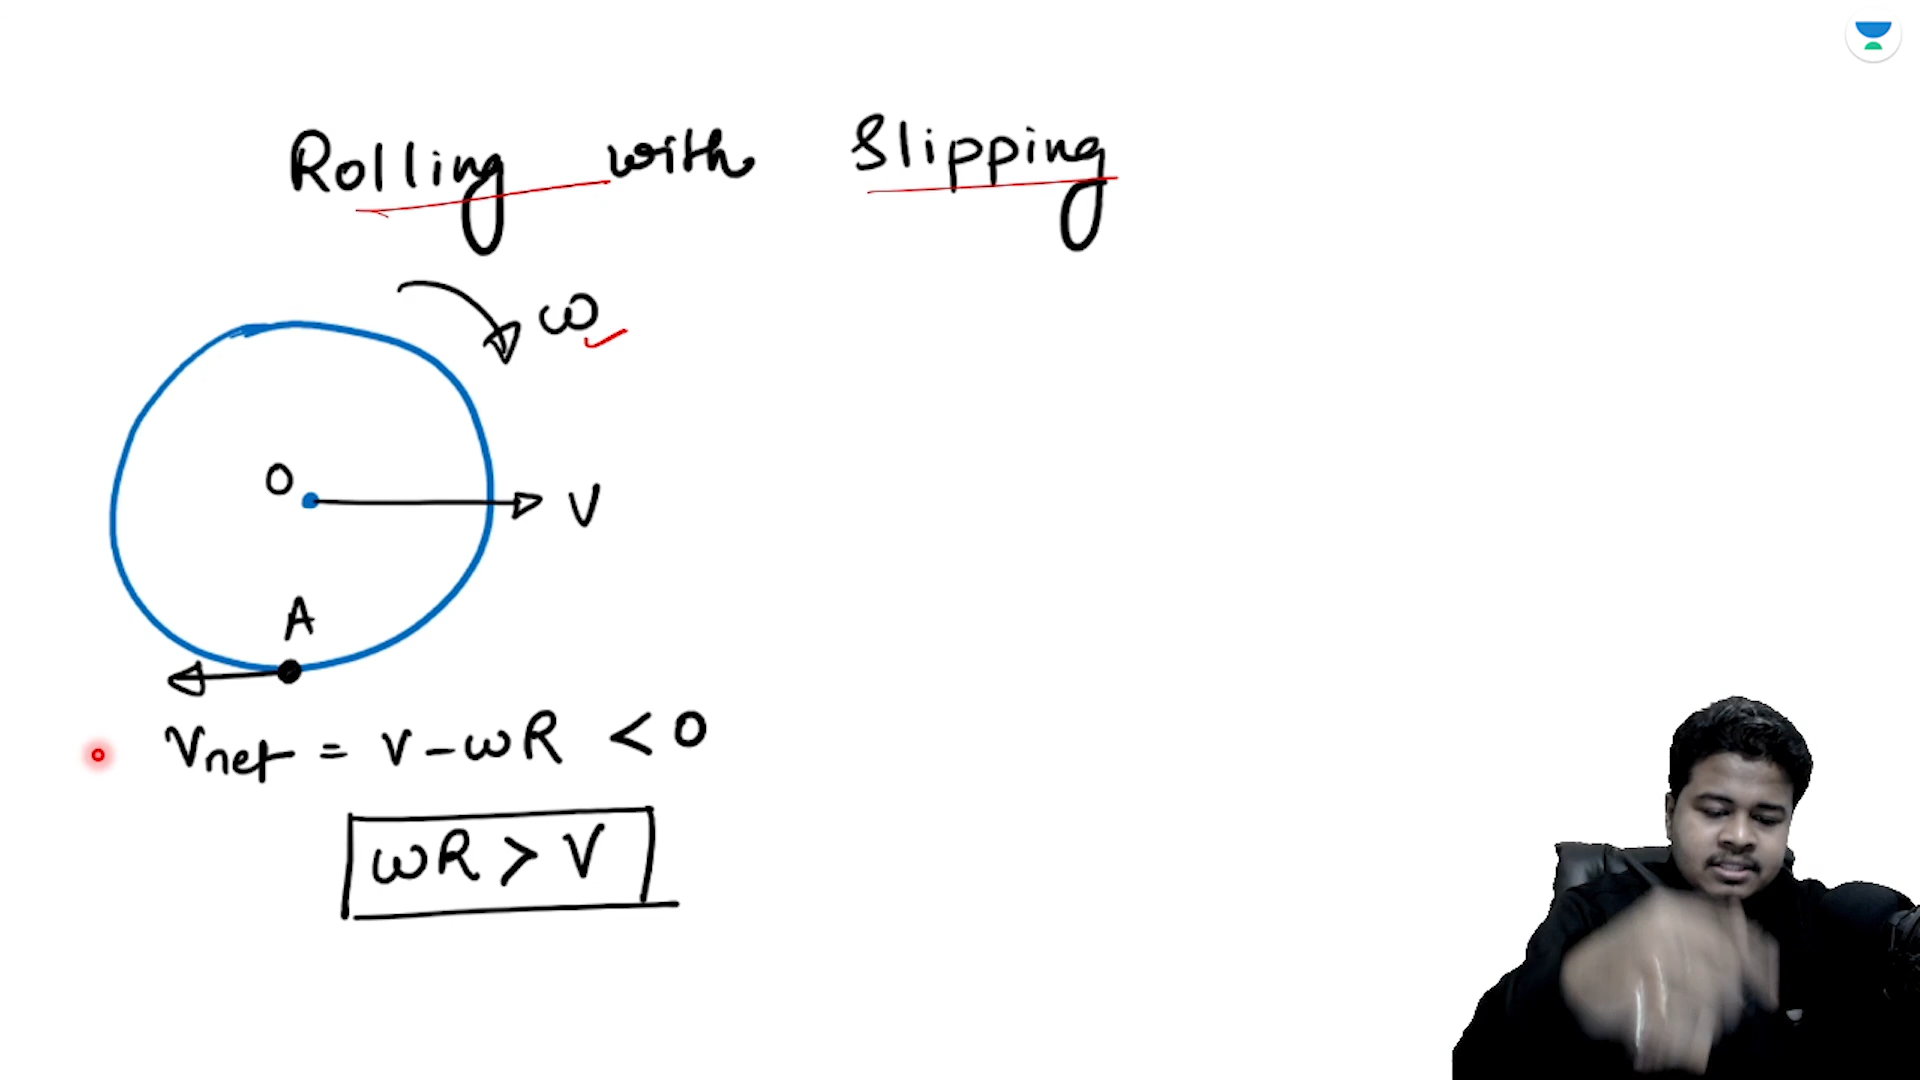 Rolling with Slipping
ω
O
V
A
Vnet = V-ωR < 0
ωR > V